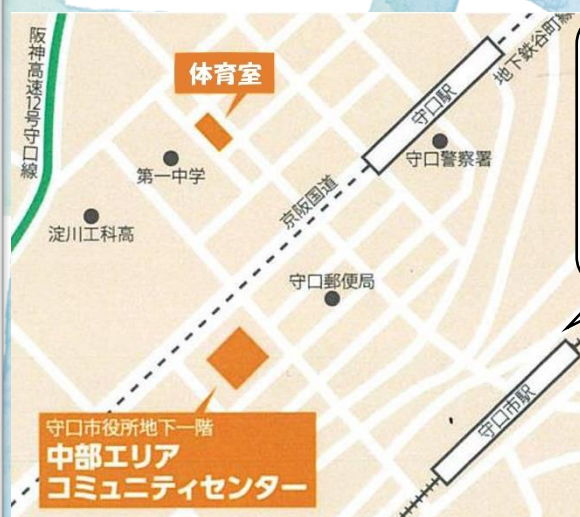 阪神高速12号守口線
体育室
地下鉄谷町線
守口駅
守口警察署
第一中学
京阪国道
淀川工科高
守口郵便局
守口市役所地下一階
中部エリア
コミュニティセンター
守口市駅